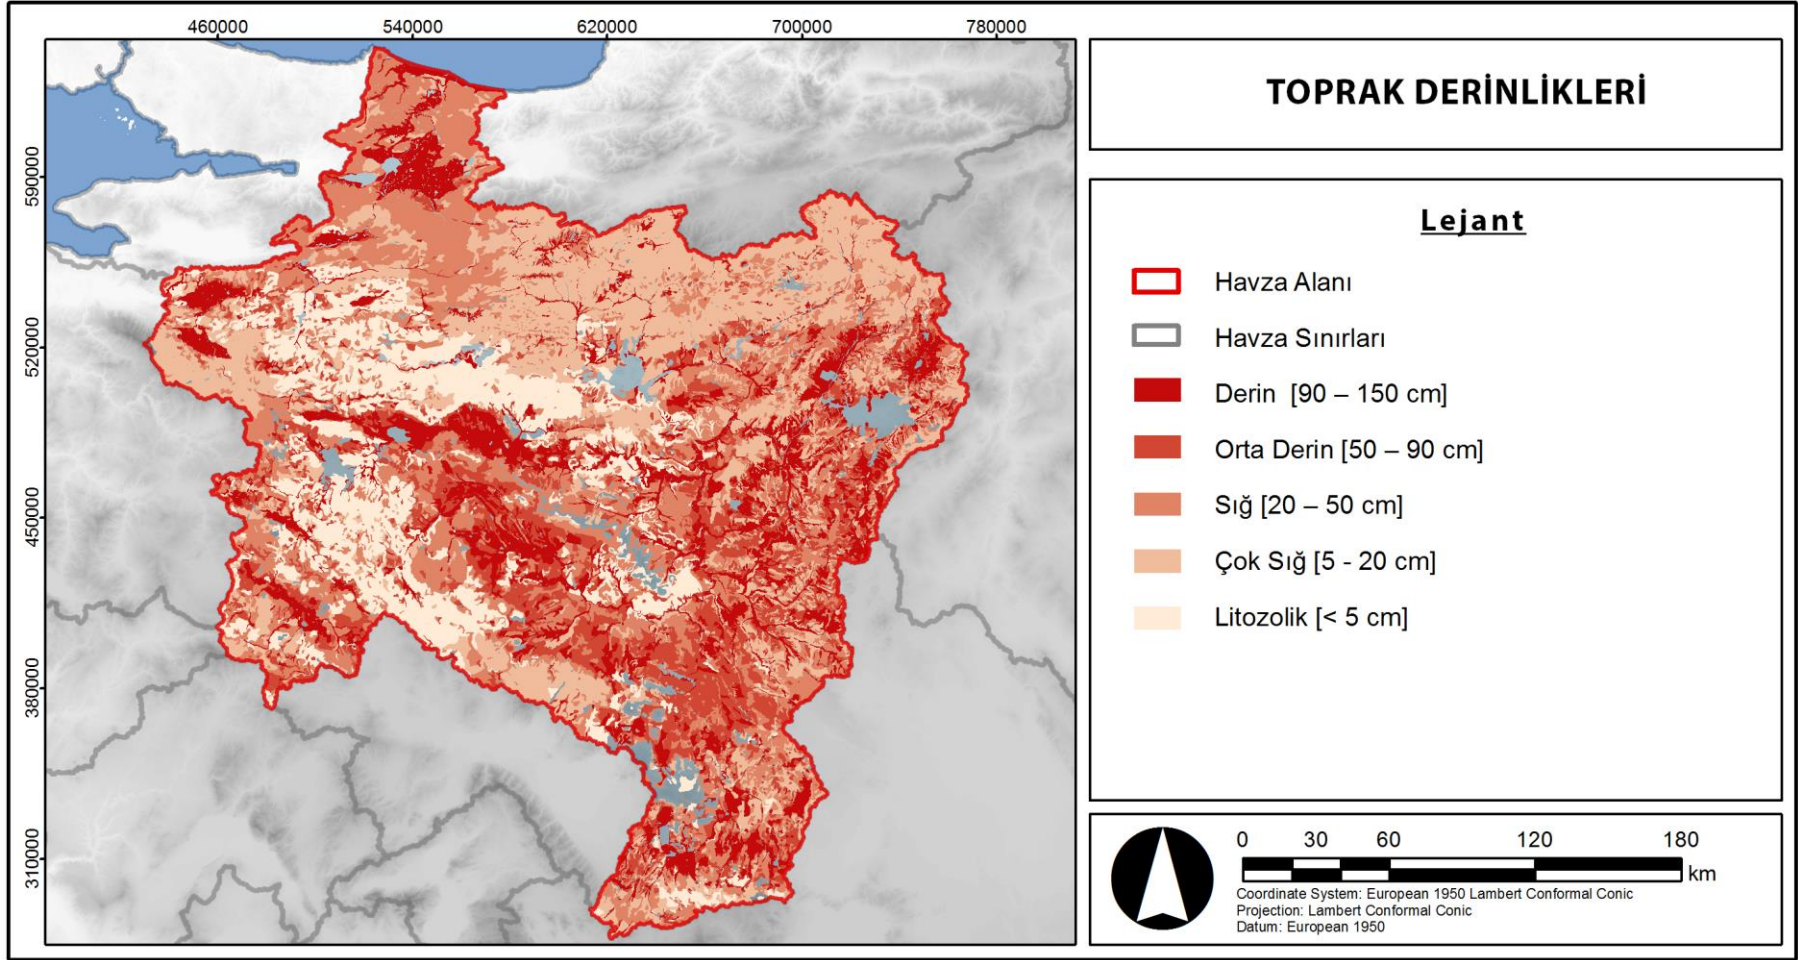 460000 540000 620000 700000 780000
590000
520000
450000
380000
310000
TOPRAK DERİNLİKLERİ
Lejant
Havza Alanı
Havza Sınırları
Derin [90 – 150 cm]
Orta Derin [50 – 90 cm]
Sığ [20 – 50 cm]
Çok Sığ [5 - 20 cm]
Litozolik [< 5 cm]
0 30 60 120 180
km
Coordinate System: European 1950 Lambert Conformal Conic
Projection: Lambert Conformal Conic
Datum: European 1950